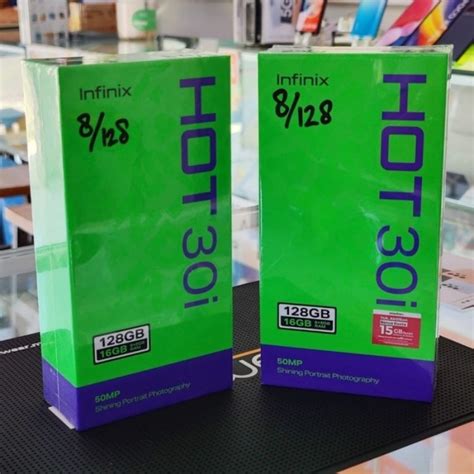 Infinix
8/128
HOT 30i
128GB
16GB
50MP
Shining Portrait Photography
Infinix
8/128
HOT 30i
128GB
16GB
15GB
50MP
Shining Portrait Photography